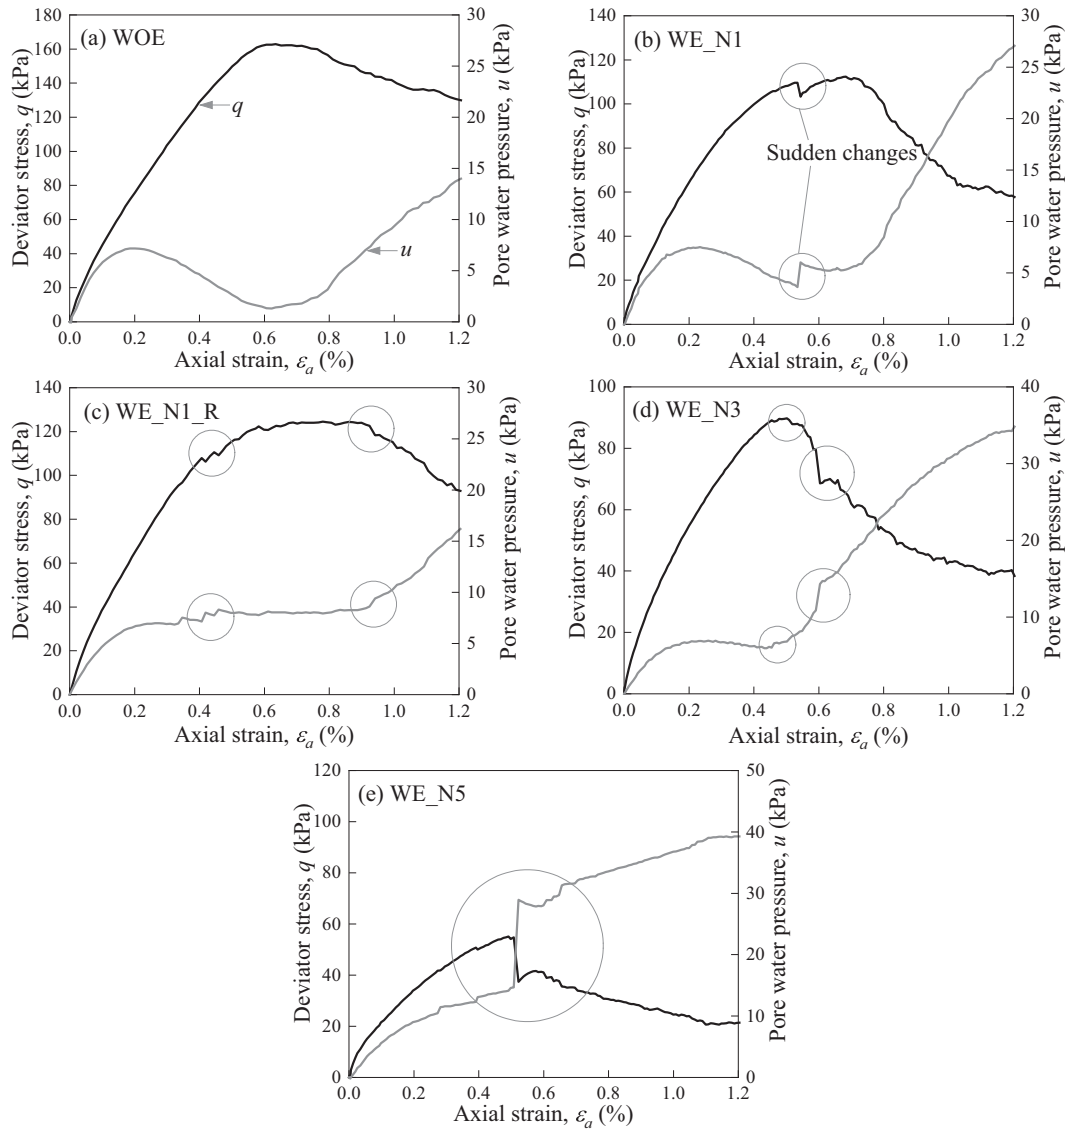 (a) WOE
Deviator stress, q (kPa)
180
160
140
120
100
80
60
40
20
0
q
u
30
25
20
15
10
5
0
Pore water pressure, u (kPa)
0.0 0.2 0.4 0.6 0.8 1.0 1.2
Axial strain, εa (%)
(b) WE_N1
Deviator stress, q (kPa)
140
120
100
80
60
40
20
0
Sudden changes
30
25
20
15
10
5
0
Pore water pressure, u (kPa)
0.0 0.2 0.4 0.6 0.8 1.0 1.2
Axial strain, εa (%)
(c) WE_N1_R
Deviator stress, q (kPa)
140
120
100
80
60
40
20
0
30
25
20
15
10
5
0
Pore water pressure, u (kPa)
0.0 0.2 0.4 0.6 0.8 1.0 1.2
Axial strain, εa (%)
(d) WE_N3
Deviator stress, q (kPa)
100
80
60
40
20
0
40
30
20
10
0
Pore water pressure, u (kPa)
0.0 0.2 0.4 0.6 0.8 1.0 1.2
Axial strain, εa (%)
(e) WE_N5
Deviator stress, q (kPa)
120
100
80
60
40
20
0
50
40
30
20
10
0
Pore water pressure, u (kPa)
0.0 0.2 0.4 0.6 0.8 1.0 1.2
Axial strain, εa (%)